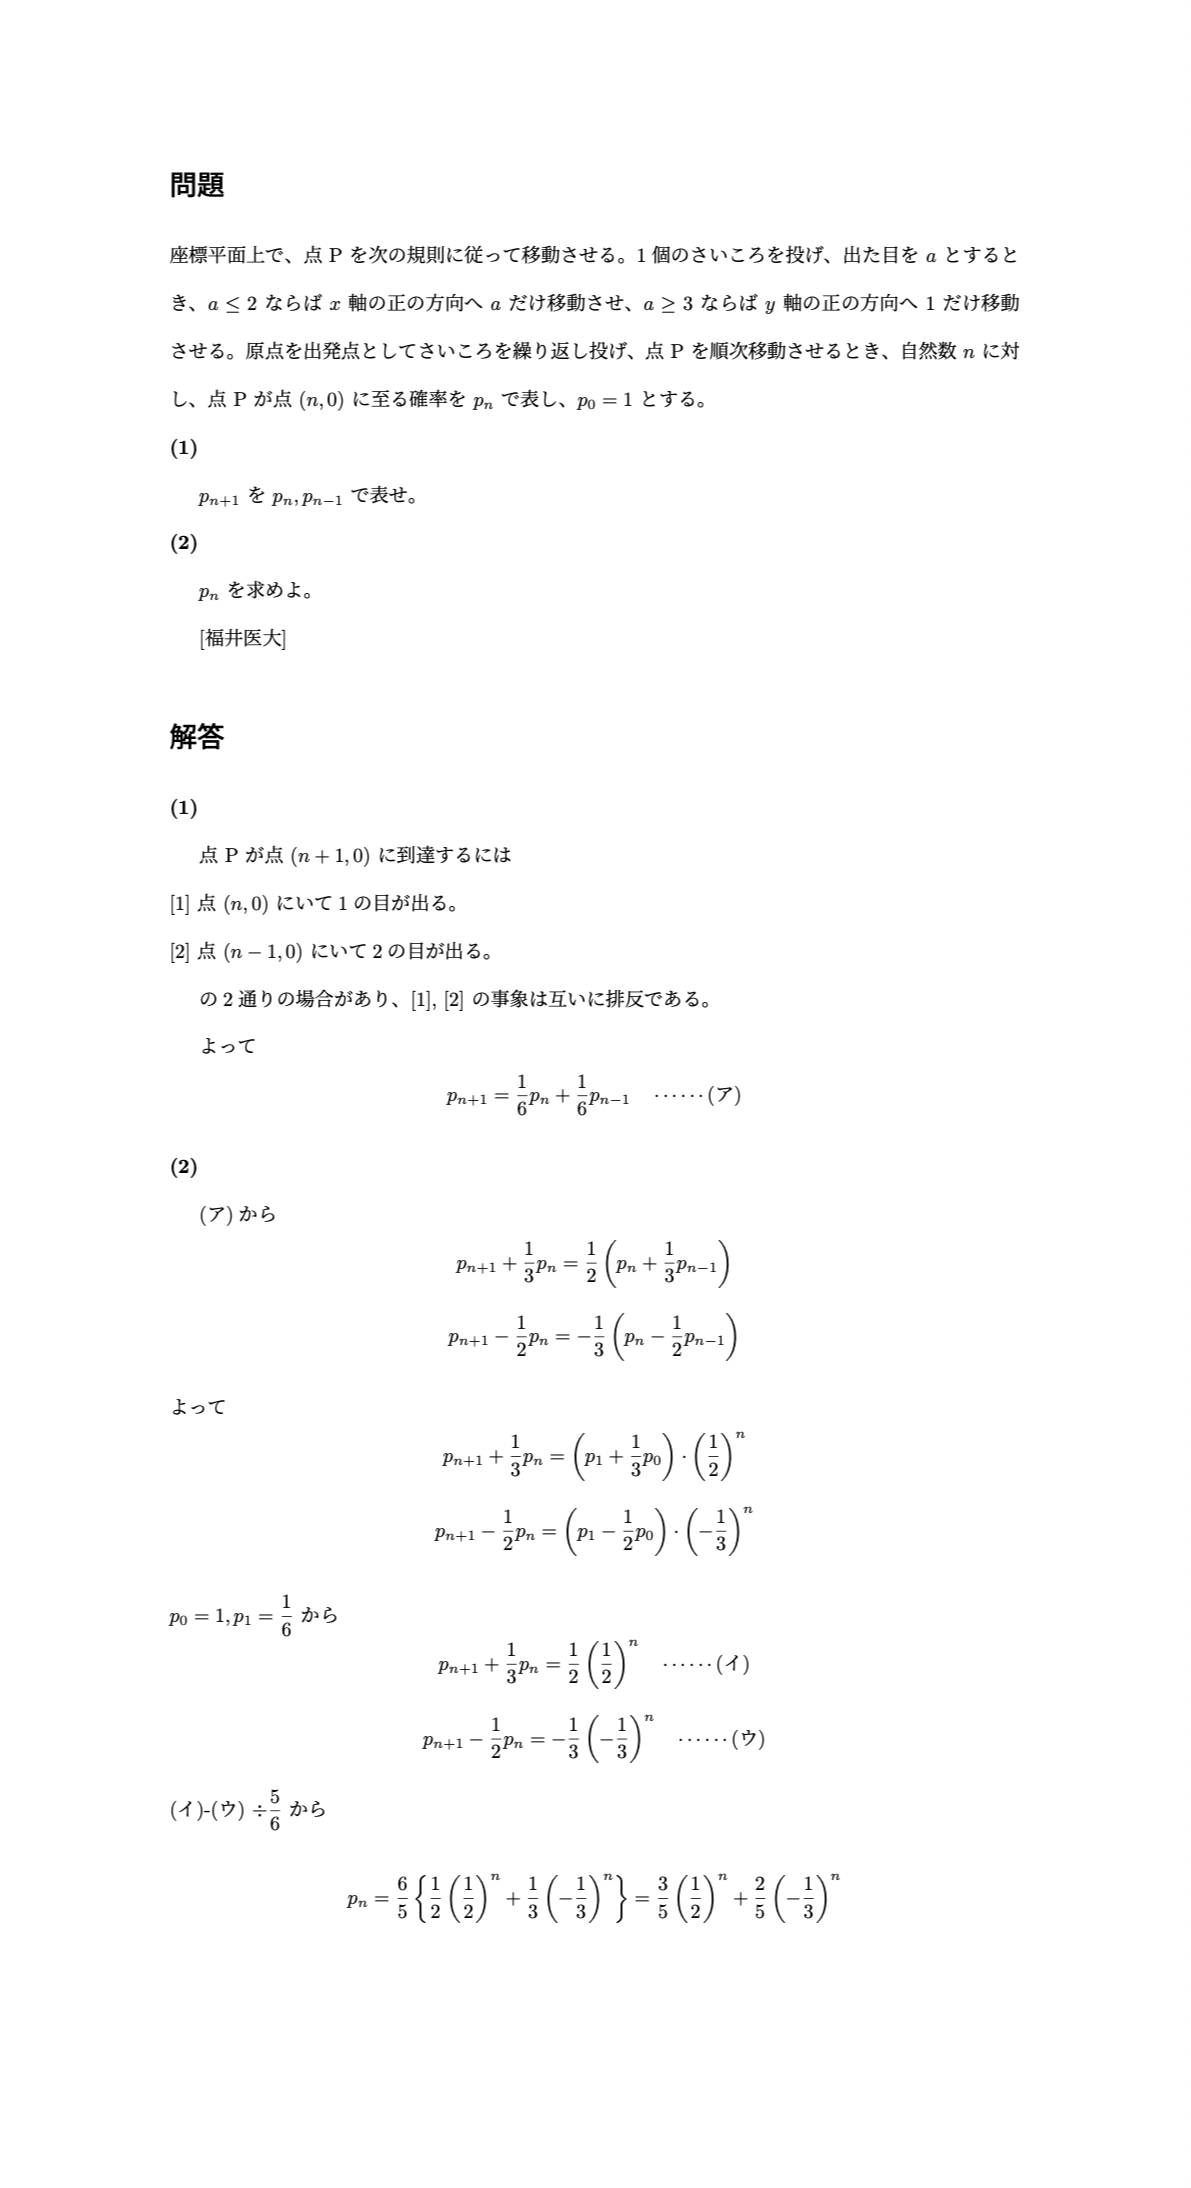 問題
座標平面上で、点 P を次の規則に従って移動させる。1 個のさいころを投げ、出た目を $a$ とすると
き、$a \leq 2$ ならば $x$ 軸の正の方向へ $a$ だけ移動させ、$a \geq 3$ ならば $y$ 軸の正の方向へ 1 だけ移動
させる。原点を出発点としてさいころを繰り返し投げ、点 P を順次移動させるとき、自然数 $n$ に対
し、点 P が点 $(n, 0)$ に至る確率を $p_n$ で表し、$p_0 = 1$ とする。
(1)
$p_{n+1}$ を $p_n, p_{n-1}$ で表せ。
(2)
$p_n$ を求めよ。
[福井医大]
解答
(1)
点 P が点 $(n+1, 0)$ に到達するには
[1] 点 $(n, 0)$ にいて 1 の目が出る。
[2] 点 $(n-1, 0)$ にいて 2 の目が出る。
の 2 通りの場合があり、[1], [2] の事象は互いに排反である。
よって
$p_{n+1} = \frac{1}{6}p_n + \frac{1}{6}p_{n-1} \quad \cdots\cdots (ア)$
(2)
(ア) から
$p_{n+1} + \frac{1}{3}p_n = \frac{1}{2}\left(p_n + \frac{1}{3}p_{n-1}\right)$
$p_{n+1} - \frac{1}{2}p_n = -\frac{1}{3}\left(p_n - \frac{1}{2}p_{n-1}\right)$
よって
$p_{n+1} + \frac{1}{3}p_n = \left(p_1 + \frac{1}{3}p_0\right) \cdot \left(\frac{1}{2}\right)^n$
$p_{n+1} - \frac{1}{2}p_n = \left(p_1 - \frac{1}{2}p_0\right) \cdot \left(-\frac{1}{3}\right)^n$
$p_0 = 1, p_1 = \frac{1}{6}$ から
$p_{n+1} + \frac{1}{3}p_n = \frac{1}{2}\left(\frac{1}{2}\right)^n \quad \cdots\cdots (イ)$
$p_{n+1} - \frac{1}{2}p_n = -\frac{1}{3}\left(-\frac{1}{3}\right)^n \quad \cdots\cdots (ウ)$
(イ)-(ウ) $\div \frac{5}{6}$ から
$p_n = \frac{6}{5}\left\{\frac{1}{2}\left(\frac{1}{2}\right)^n + \frac{1}{3}\left(-\frac{1}{3}\right)^n\right\} = \frac{3}{5}\left(\frac{1}{2}\right)^n + \frac{2}{5}\left(-\frac{1}{3}\right)^n$